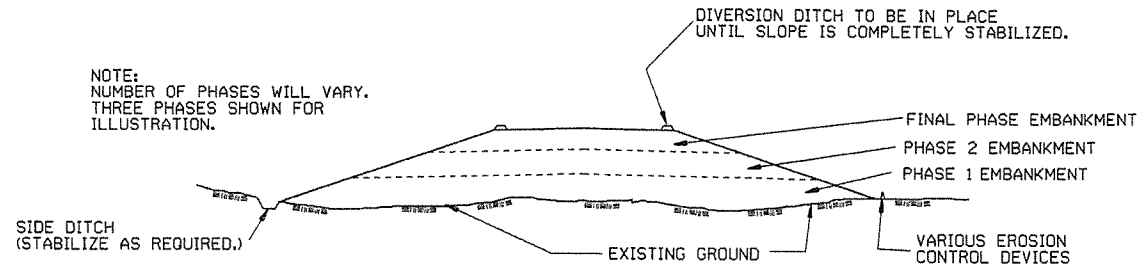 DIVERSION DITCH TO BE IN PLACE
UNTIL SLOPE IS COMPLETELY STABILIZED.
NOTE:
NUMBER OF PHASES WILL VARY.
THREE PHASES SHOWN FOR
ILLUSTRATION.
FINAL PHASE EMBANKMENT
PHASE 2 EMBANKMENT
PHASE 1 EMBANKMENT
SIDE DITCH
(STABILIZE AS REQUIRED.)
EXISTING GROUND
VARIOUS EROSION
CONTROL DEVICES